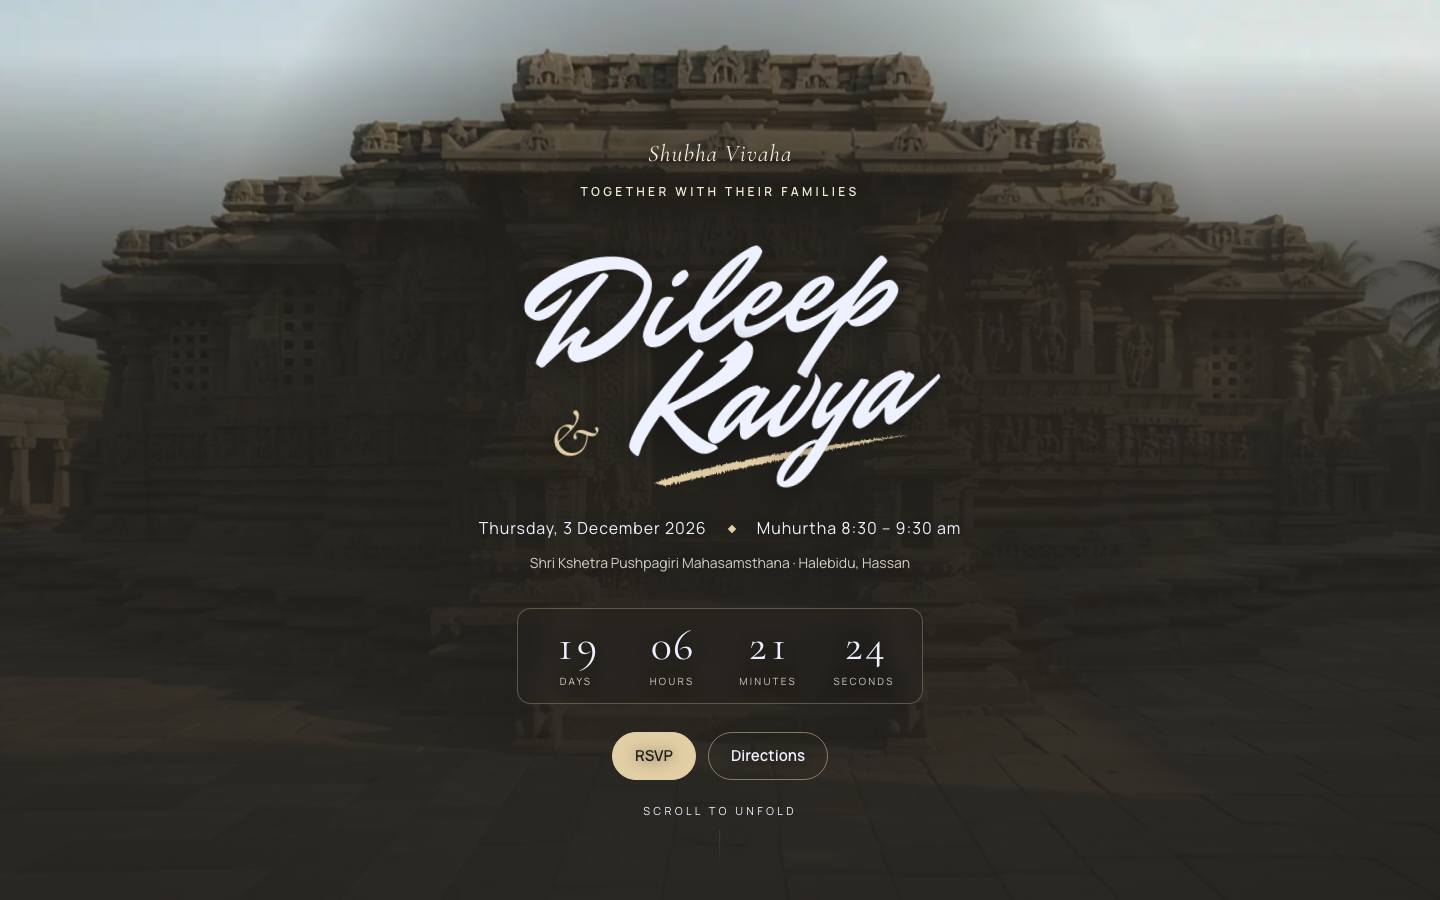 Shubha Vivaha
TOGETHER WITH THEIR FAMILIES
Dileep
& Kavya
Thursday, 3 December 2026 ◆ Muhurtha 8:30 – 9:30 am
Shri Kshetra Pushpagiri Mahasamsthana · Halebidu, Hassan
19 06 21 24
DAYS HOURS MINUTES SECONDS
RSVP Directions
SCROLL TO UNFOLD